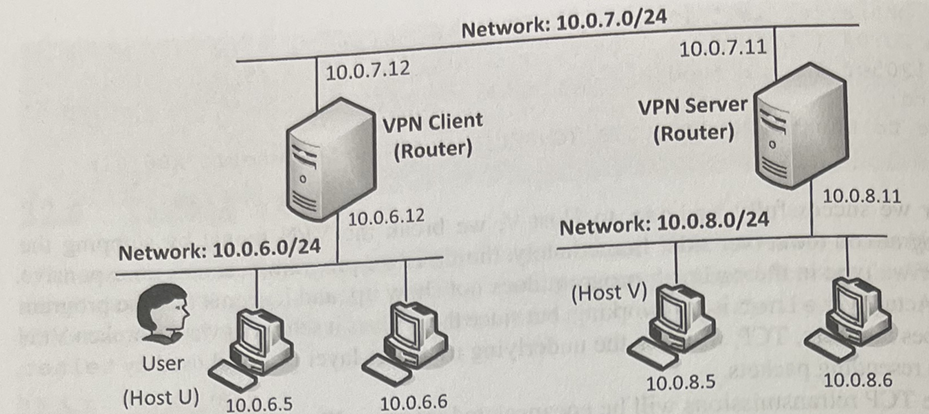 Network: 10.0.7.0/24
10.0.7.12
10.0.7.11
VPN Client
(Router)
VPN Server
(Router)
10.0.6.12
10.0.8.11
Network: 10.0.6.0/24
Network: 10.0.8.0/24
User
(Host U)
10.0.6.5
10.0.6.6
(Host V)
10.0.8.5
10.0.8.6